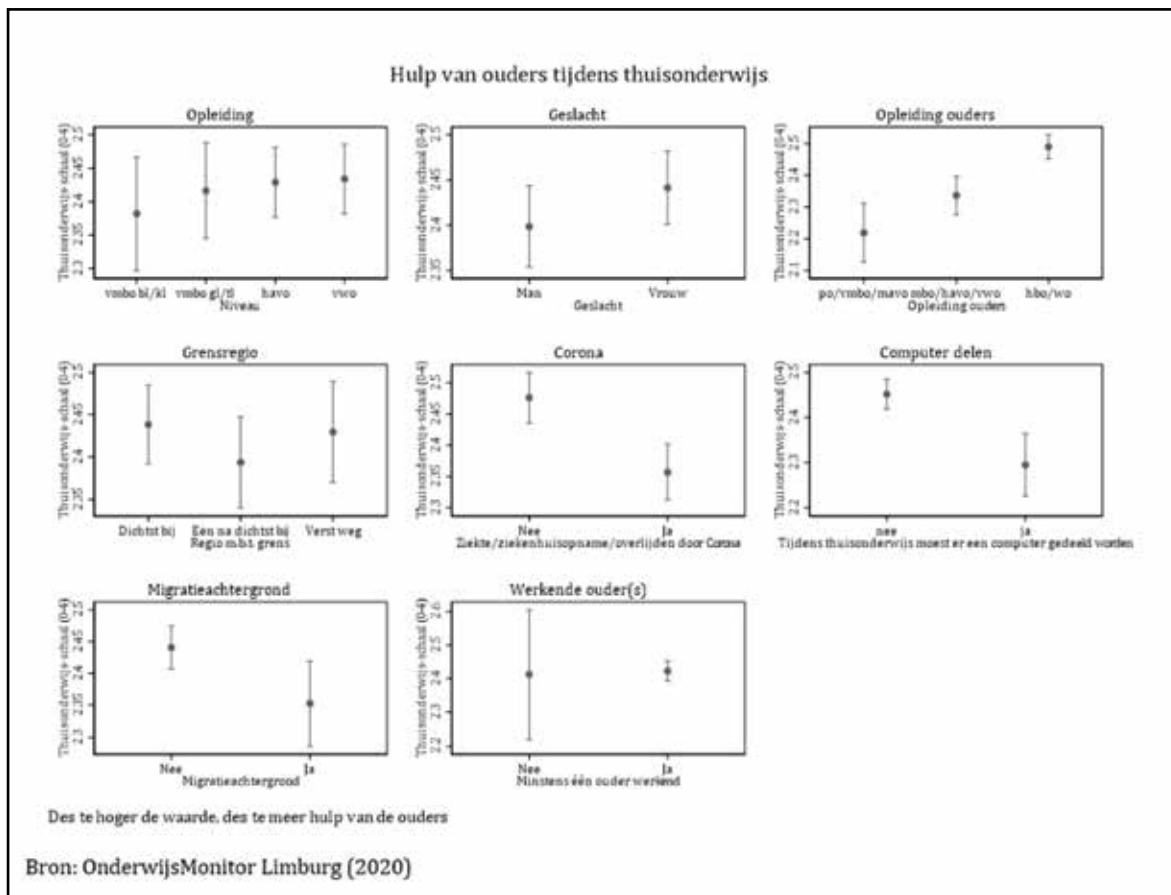 Hulp van ouders tijdens thuisonderwijs
Opleiding
Thuisonderwijs-schaal (0-4)
2.5
2.45
2.4
2.35
2.3
vmbo bl/kl
vmbo gl/tl
havo
vwo
Niveau
Geslacht
Thuisonderwijs-schaal (0-4)
2.5
2.45
2.4
2.35
Man
Vrouw
Geslacht
Opleiding ouders
Thuisonderwijs-schaal (0-4)
2.5
2.4
2.3
2.2
2.1
po/vmbo/mavo
mbo/havo/vwo
hbo/wo
Opleiding ouders
Grensregio
Thuisonderwijs-schaal (0-4)
2.5
2.45
2.4
2.35
Dichtst bij
Een na dichtst bij
Verst weg
Regio m.b.t. grens
Corona
Thuisonderwijs-schaal (0-4)
2.5
2.45
2.4
2.35
2.3
Nee
Ja
Ziekte/ziekenhuisopname/overlijden door Corona
Computer delen
Thuisonderwijs-schaal (0-4)
2.5
2.4
2.3
2.2
nee
ja
Tijdens thuisonderwijs moest er een computer gedeeld worden
Migratieachtergrond
Thuisonderwijs-schaal (0-4)
2.5
2.45
2.4
2.35
2.3
Nee
Ja
Migratieachtergrond
Werkende ouder(s)
Thuisonderwijs-schaal (0-4)
2.6
2.5
2.4
2.3
2.2
Nee
Ja
Minstens één ouder werkend
Des te hoger de waarde, des te meer hulp van de ouders
Bron: OnderwijsMonitor Limburg (2020)